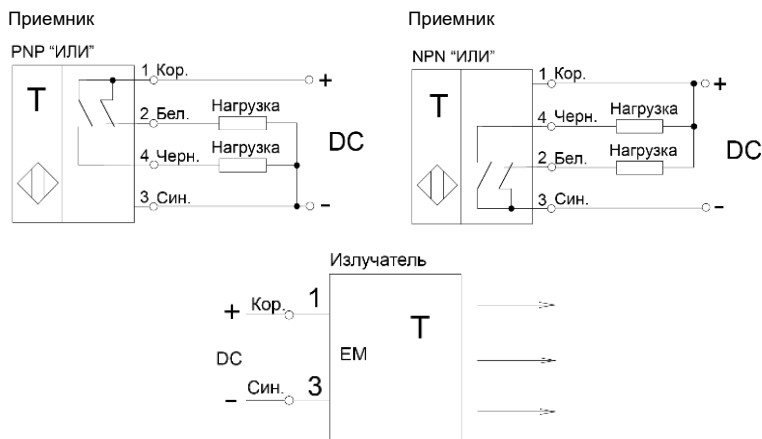 Приемник
PNP “ИЛИ”
T
1 Кор.
+
2 Бел.
Нагрузка
DC
4 Черн.
Нагрузка
3 Син.
−
Приемник
NPN “ИЛИ”
T
1 Кор.
+
4 Черн.
Нагрузка
DC
2 Бел.
Нагрузка
3 Син.
−
Излучатель
+ Кор. 1
T
DC
EM
− Син. 3